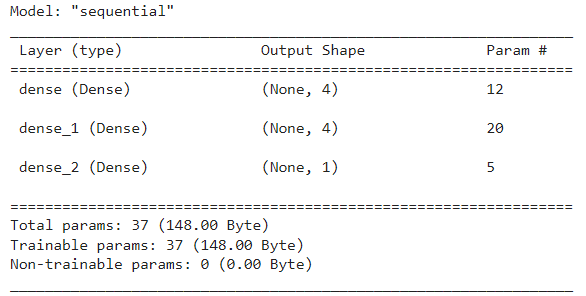 Model: "sequential"
_________________________________________________________________
Layer (type) Output Shape Param #
=================================================================
dense (Dense) (None, 4) 12
dense_1 (Dense) (None, 4) 20
dense_2 (Dense) (None, 1) 5
=================================================================
Total params: 37 (148.00 Byte)
Trainable params: 37 (148.00 Byte)
Non-trainable params: 0 (0.00 Byte)
_________________________________________________________________